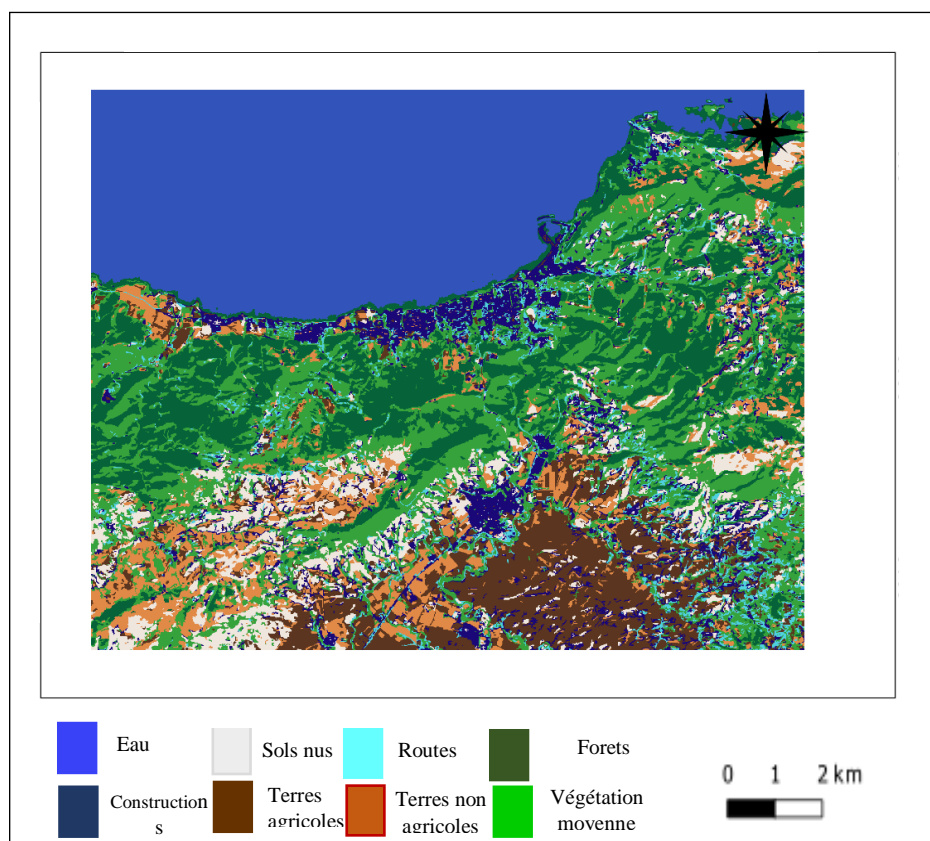 Eau
Sols nus
Routes
Forets
Construction
s
Terres
agricoles
Terres non
agricoles
Végétation
moyenne
0 1 2 km